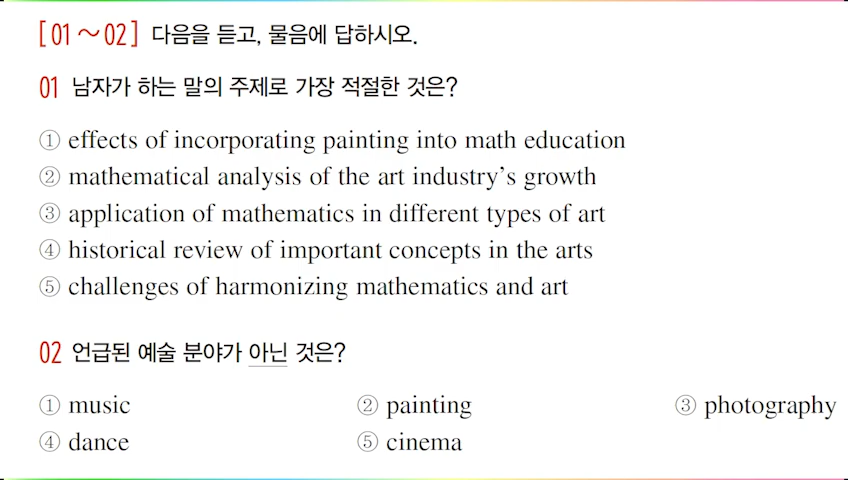 [01～02] 다음을 듣고, 물음에 답하시오.
01 남자가 하는 말의 주제로 가장 적절한 것은?
① effects of incorporating painting into math education
② mathematical analysis of the art industry’s growth
③ application of mathematics in different types of art
④ historical review of important concepts in the arts
⑤ challenges of harmonizing mathematics and art
02 언급된 예술 분야가 아닌 것은?
① music ② painting ③ photography
④ dance ⑤ cinema